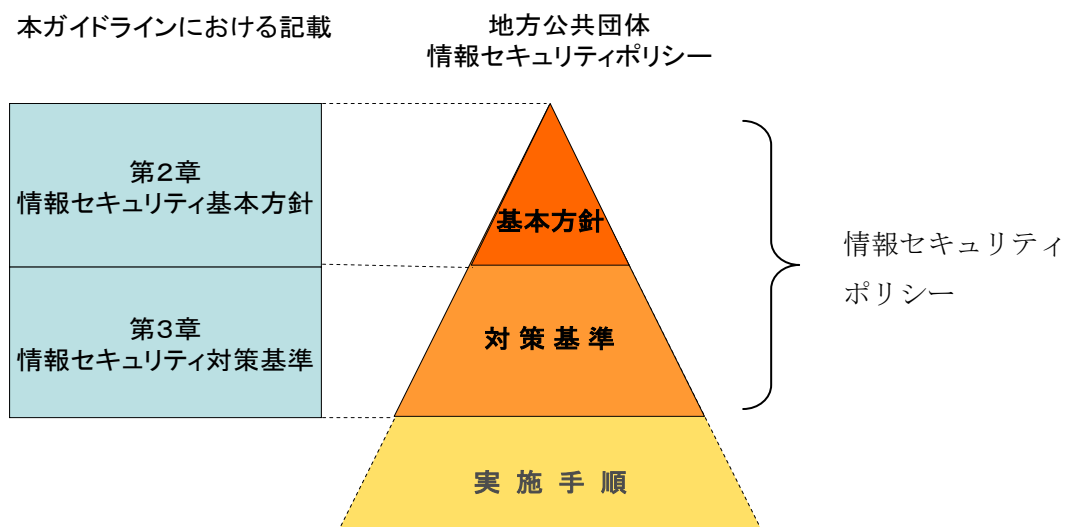 本ガイドラインにおける記載
地方公共団体
情報セキュリティポリシー
第2章
情報セキュリティ基本方針
第3章
情報セキュリティ対策基準
基本方針
対 策 基 準
実 施 手 順
情報セキュリティ
ポリシー